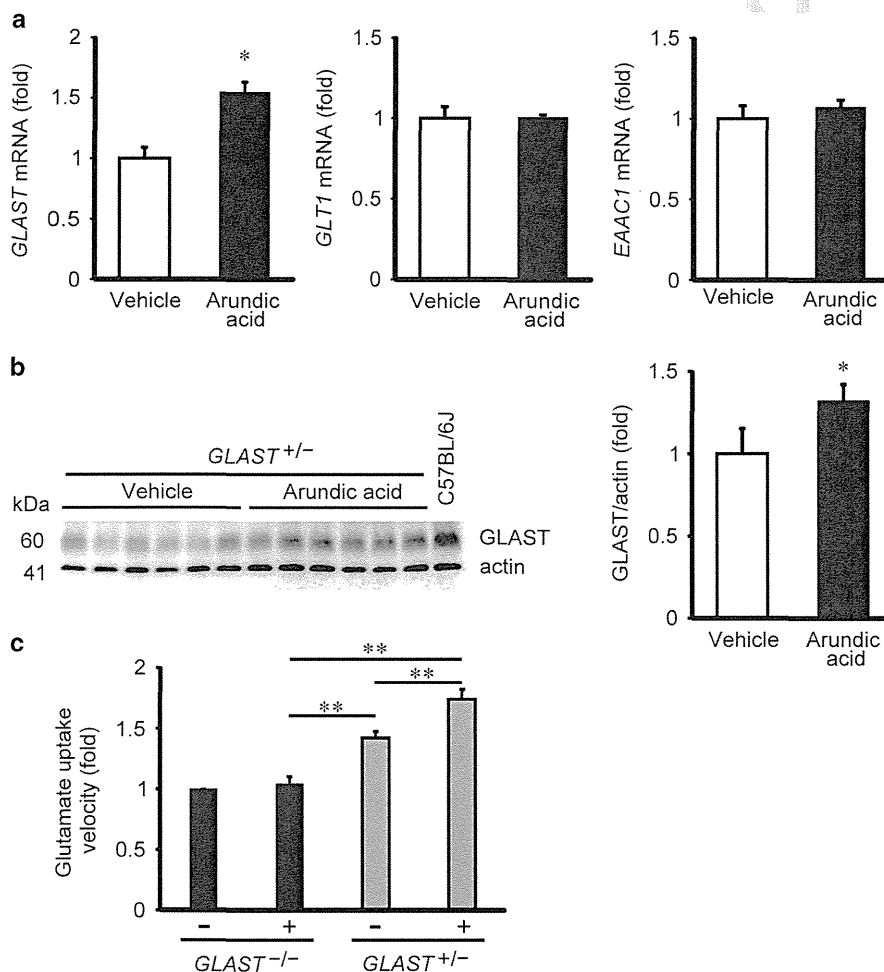 a
2
1.5
1
0.5
0
GLAST mRNA (fold)
*
Vehicle
Arundic
acid
1.5
1
0.5
0
GLT1 mRNA (fold)
Vehicle
Arundic
acid
1.5
1
0.5
0
EAAC1 mRNA (fold)
Vehicle
Arundic
acid
b
GLAST+/−
C57BL/6J
Vehicle
Arundic acid
kDa
60
GLAST
41
actin
1.5
1
0.5
0
GLAST/actin (fold)
*
Vehicle
Arundic
acid
c
2
1.5
1
0.5
0
Glutamate uptake
velocity (fold)
**
**
**
− + − +
GLAST−/− GLAST+/−